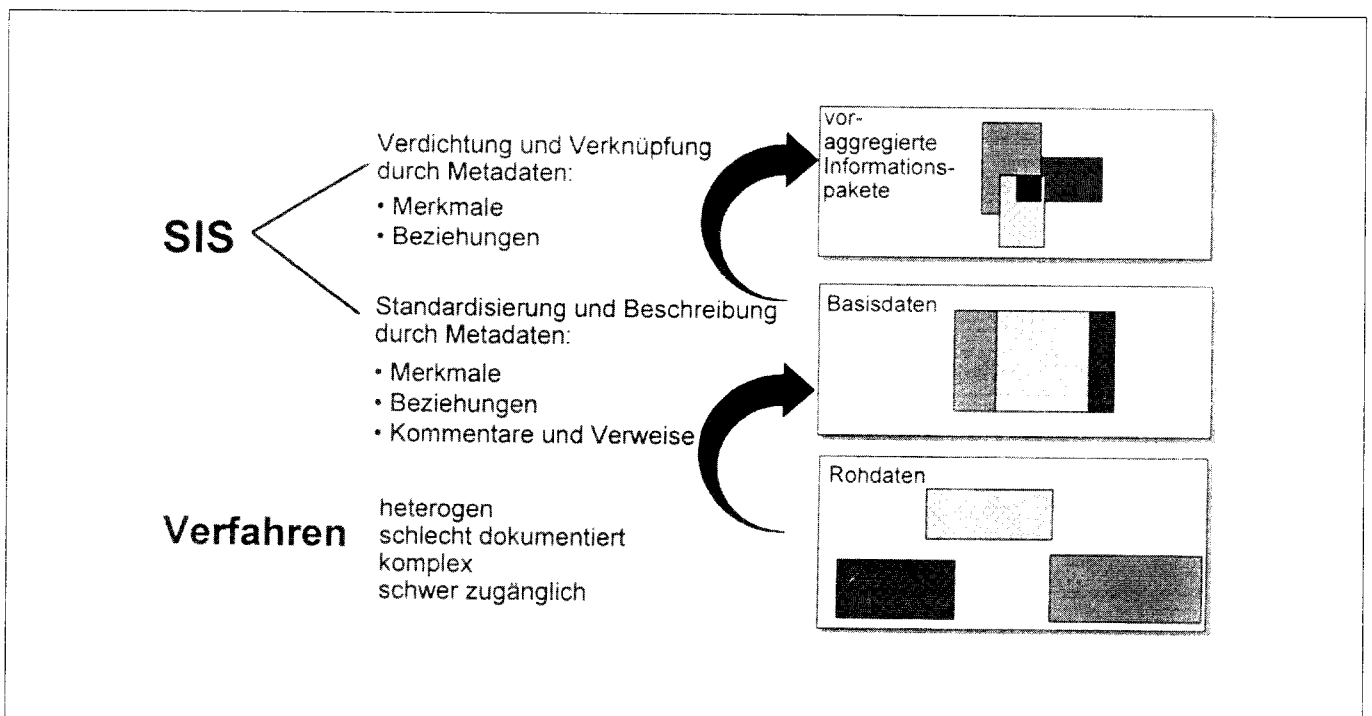 SIS
Verdichtung und Verknüpfung
durch Metadaten:
• Merkmale
• Beziehungen
Standardisierung und Beschreibung
durch Metadaten:
• Merkmale
• Beziehungen
• Kommentare und Verweise
Verfahren
heterogen
schlecht dokumentiert
komplex
schwer zugänglich
vor-
aggregierte
Informations-
pakete
Basisdaten
Rohdaten